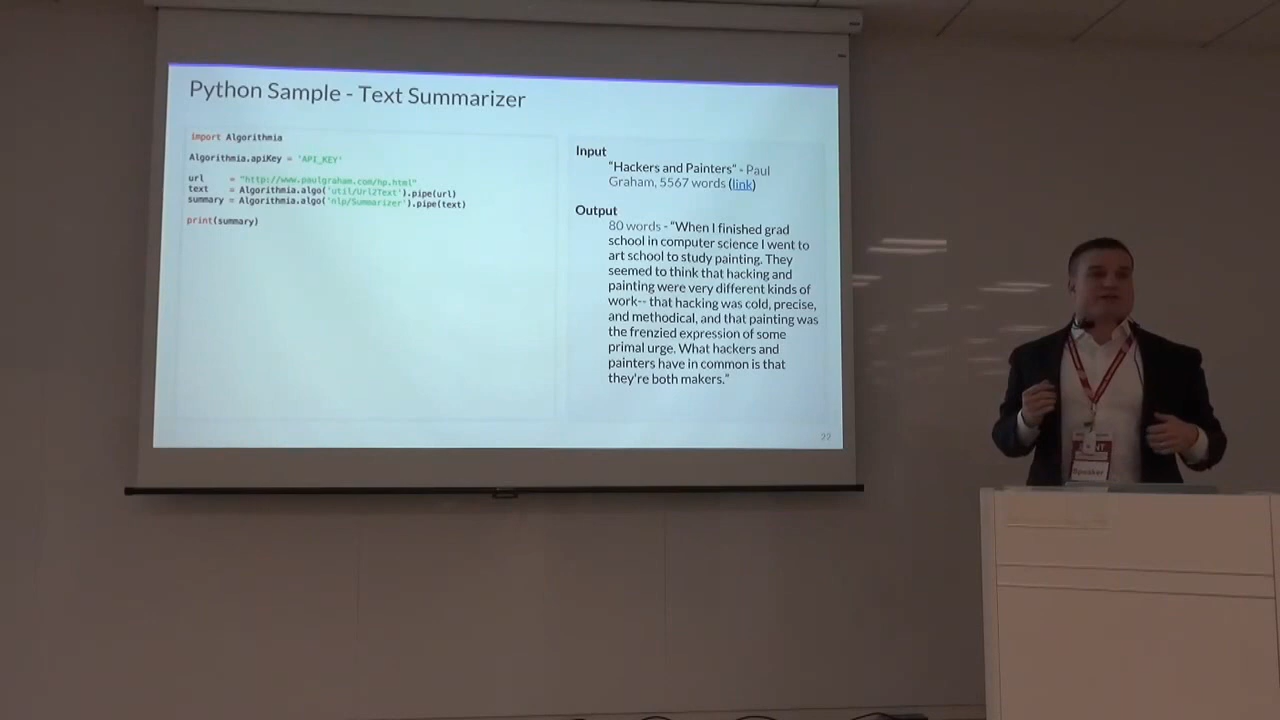 Python Sample - Text Summarizer
import Algorithmia
Algorithmia.apiKey = 'API_KEY'
url = "http://www.paulgraham.com/hp.html"
text = Algorithmia.algo('util/Url2Text').pipe(url)
summary = Algorithmia.algo('nlp/Summarizer').pipe(text)
print(summary)
Input
"Hackers and Painters" - Paul
Graham, 5567 words (link)
Output
80 words - "When I finished grad
school in computer science I went to
art school to study painting. They
seemed to think that hacking and
painting were very different kinds of
work-- that hacking was cold, precise,
and methodical, and that painting was
the frenzied expression of some
primal urge. What hackers and
painters have in common is that
they're both makers."
22
Speaker